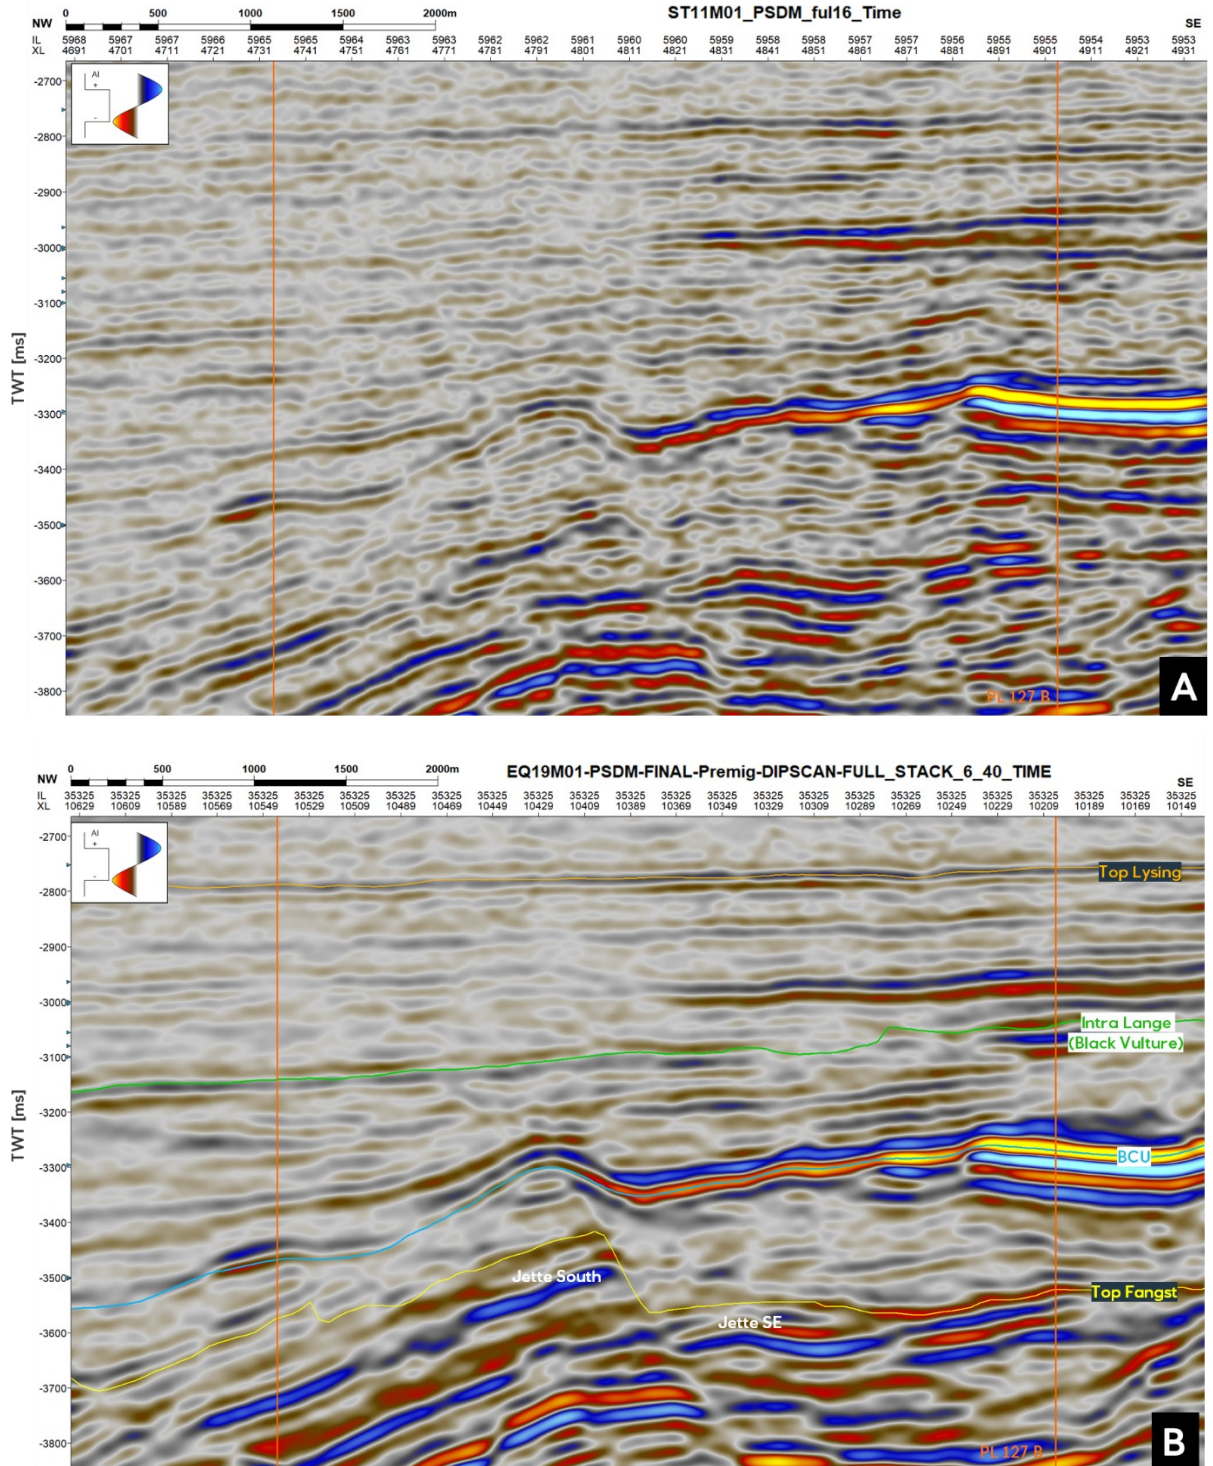 ST11M01_PSDM_ful16_Time
NW 0 500 1000 1500 2000m SE
IL 5968 5967 5967 5966 5965 5965 5964 5963 5963 5962 5962 5961 5960 5960 5959 5958 5958 5957 5957 5956 5955 5955 5954 5953 5953
XL 4691 4701 4711 4721 4731 4741 4751 4761 4771 4781 4791 4801 4811 4821 4831 4841 4851 4861 4871 4881 4891 4901 4911 4921 4931
AI
+
-
-2700
-2800
-2900
-3000
-3100
-3200
TWT [ms]
-3300
-3400
-3500
-3600
-3700
-3800
PL 127 B
A
EQ19M01-PSDM-FINAL-Premig-DIPSCAN-FULL_STACK_6_40_TIME
NW 0 500 1000 1500 2000m SE
IL 35325 35325 35325 35325 35325 35325 35325 35325 35325 35325 35325 35325 35325 35325 35325 35325 35325 35325 35325 35325 35325 35325 35325 35325 35325
XL 10629 10609 10589 10569 10549 10529 10509 10489 10469 10449 10429 10409 10389 10369 10349 10329 10309 10289 10269 10249 10229 10209 10189 10169 10149
AI
+
-
-2700
-2800
Top Lysing
-2900
-3000
Intra Lange
(Black Vulture)
-3100
TWT [ms]
-3200
BCU
-3300
-3400
-3500
Jette South
Top Fangst
Jette SE
-3600
-3700
-3800
PL 127 B
B